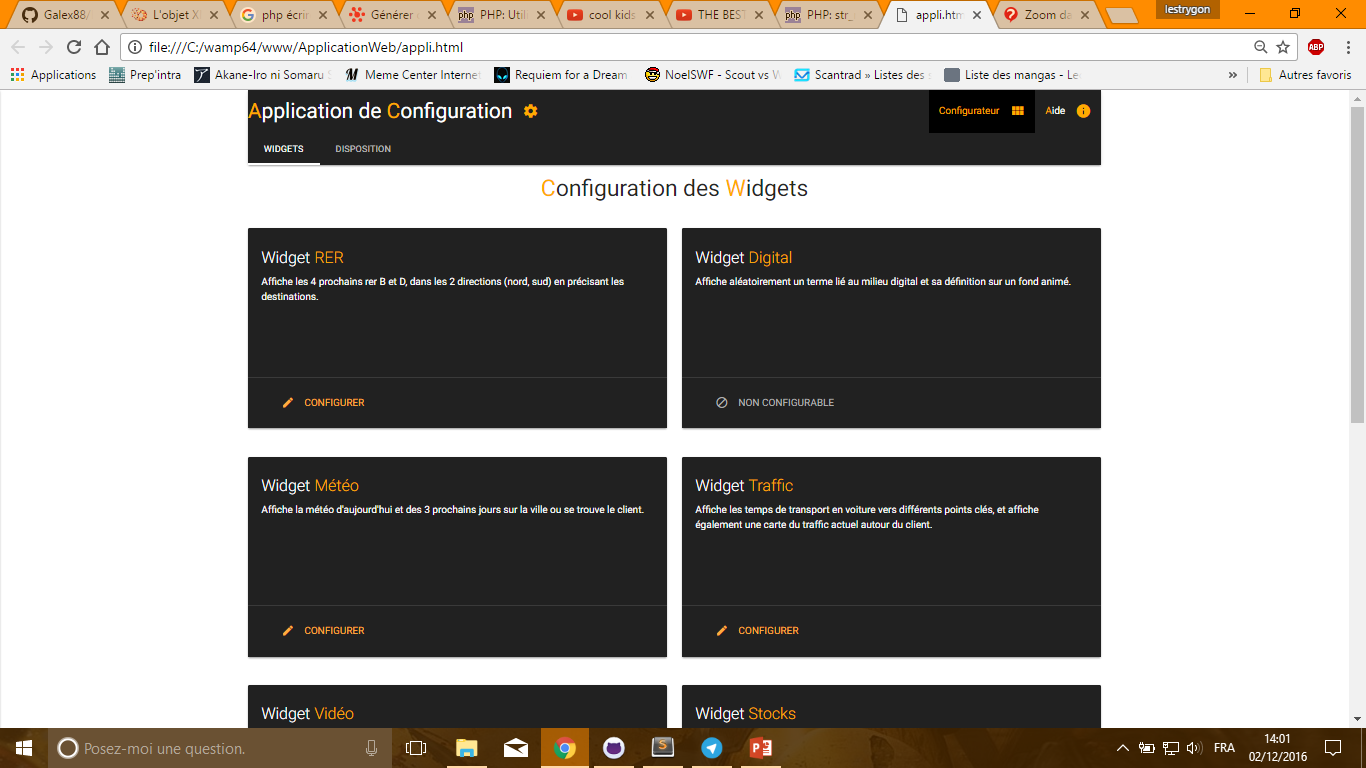 Galex88/
L'objet X
php écrir
Générer
PHP: Utili
cool kids
THE BEST
PHP: str_
appli.htm
Zoom da
lestrygon
file:///C:/wamp64/www/ApplicationWeb/appli.html
ABP
Applications
Prep'intra
Akane-Iro ni Somaru
Meme Center Internet
Requiem for a Dream
NoelSWF - Scout vs
Scantrad » Listes des
Liste des mangas - Le
»
Autres favoris
Application de Configuration
Configurateur
Aide
WIDGETS
DISPOSITION
Configuration des Widgets
Widget RER
Affiche les 4 prochains rer B et D, dans les 2 directions (nord, sud) en précisant les
destinations.
CONFIGURER
Widget Digital
Affiche aléatoirement un terme lié au milieu digital et sa définition sur un fond animé.
NON CONFIGURABLE
Widget Météo
Affiche la météo d'aujourd'hui et des 3 prochains jours sur la ville ou se trouve le client.
CONFIGURER
Widget Traffic
Affiche les temps de transport en voiture vers différents points clés, et affiche
également une carte du traffic actuel autour du client.
CONFIGURER
Widget Vidéo
Widget Stocks
Posez-moi une question.
FRA
14:01
02/12/2016